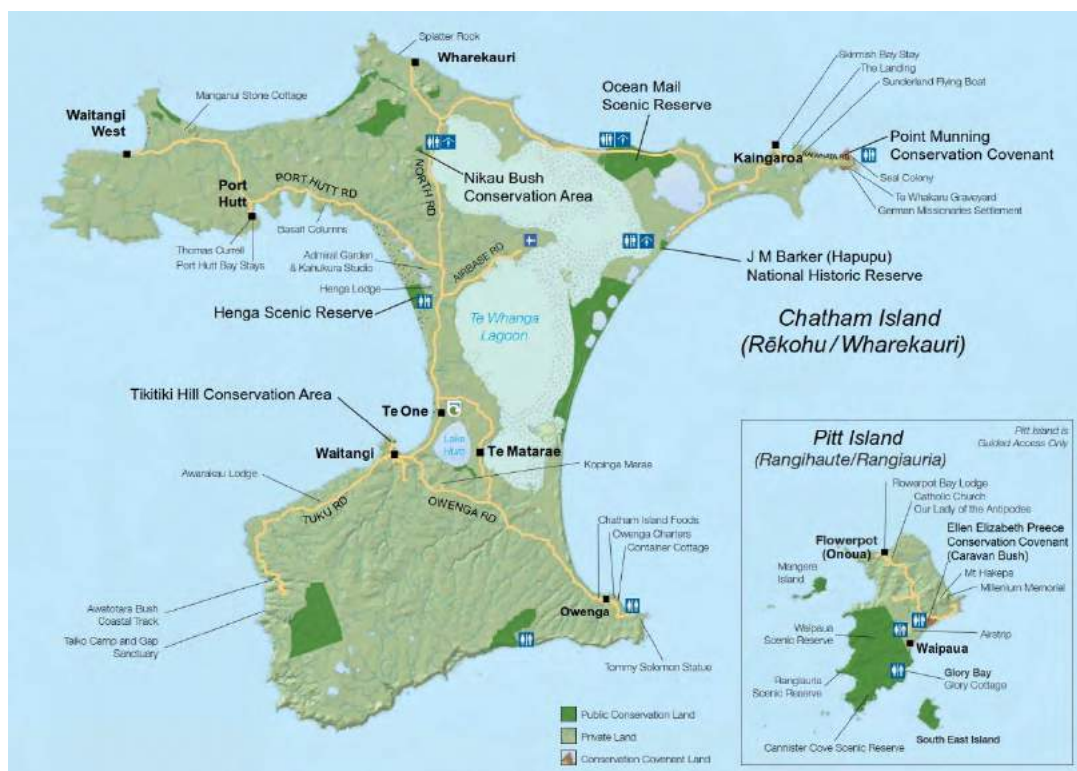 Splatter Rock
Wharekauri
Skirmish Bay Stay
The Landing
Sunderland Flying Boat
Ocean Mail
Scenic Reserve
Manganui Stone Cottage
Waitangi
West
Point Munning
Conservation Covenant
Kaingaroa
Seal Colony
Te Whakaru Graveyard
German Missionaries Settlement
Nikau Bush
Conservation Area
NORTH RD
Port
Hutt
PORT HUTT RD
Basalt Columns
Thomas Currell
Port Hutt Bay Stays
Admiral Garden
& Kanukura Studio
Henga Lodge
AIRBASE RD
J M Barker (Hapupu)
National Historic Reserve
Henga Scenic Reserve
Te Whanga
Lagoon
Chatham Island
(Rēkohu / Wharekauri)
Tikitiki Hill Conservation Area
Te One
Lake
Huro
Waitangi
Te Matarae
Kopinga Marae
Awarakau Lodge
TUKU RD
OWENGA RD
Chatham Island Foods
Owenga Charters
Container Cottage
Owenga
Awatotara Bush
Coastal Track
Taiko Camp and Gap
Sanctuary
Tommy Solomon Statue
Public Conservation Land
Private Land
Conservation Covenant Land
Pitt Island
(Rangihaute/Rangiauria)
Pitt Island is
Guided Access Only
Flowerpot Bay Lodge
Catholic Church
Our Lady of the Antipodes
Flowerpot
(Onoua)
Ellen Elizabeth Preece
Conservation Covenant
(Caravan Bush)
Mangere
Island
Mt Hakepa
Millenium Memorial
Waipaua
Scenic Reserve
Airstrip
Waipaua
Rangiauria
Scenic Reserve
Glory Bay
Glory Cottage
South East Island
Cannister Cove Scenic Reserve